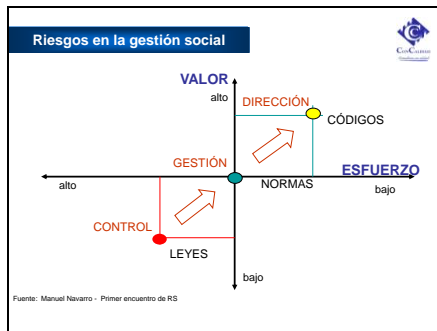 Riesgos en la gestión social
VALOR
alto
DIRECCIÓN
CÓDIGOS
GESTIÓN
ESFUERZO
alto
NORMAS
bajo
CONTROL
LEYES
bajo
Fuente: Manuel Navarro - Primer encuentro de RS